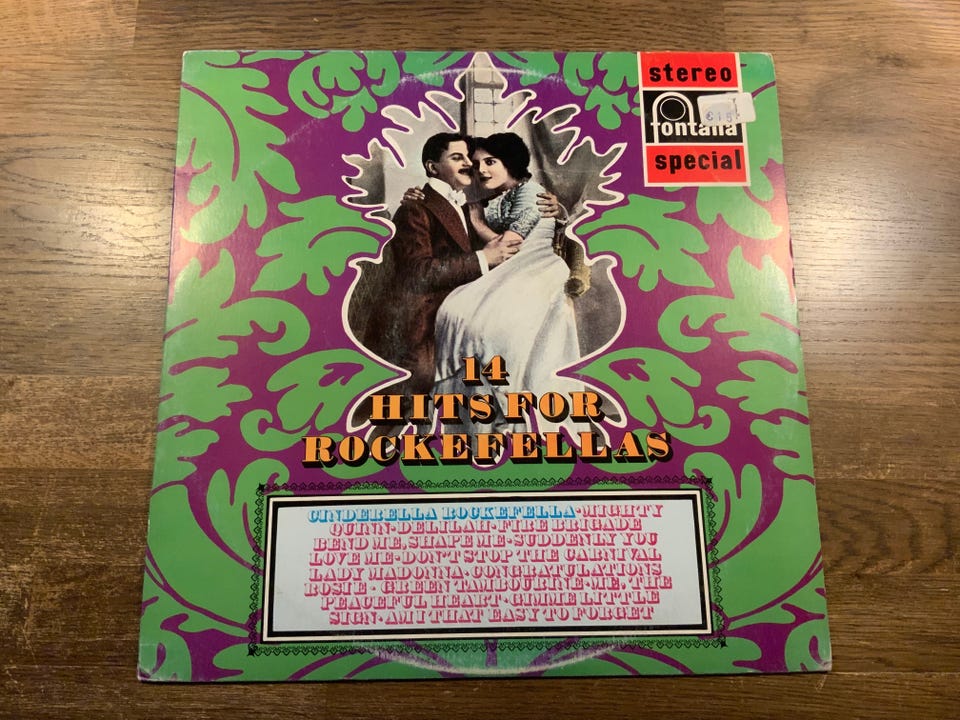 stereo
€15
fontana
special
14
HITS FOR
ROCKEFELLAS
CINDERELLA ROCKEFELLA·MIGHTY
QUINN·DELILAH·FIRE BRIGADE
BEND ME, SHAPE ME·SUDDENLY YOU
LOVE ME·DON'T STOP THE CARNIVAL
LADY MADONNA·CONGRATULATIONS
ROSIE·GREEN TAMBOURINE·ME, THE
PEACEFUL HEART·GIMME LITTLE
SIGN·AM I THAT EASY TO FORGET